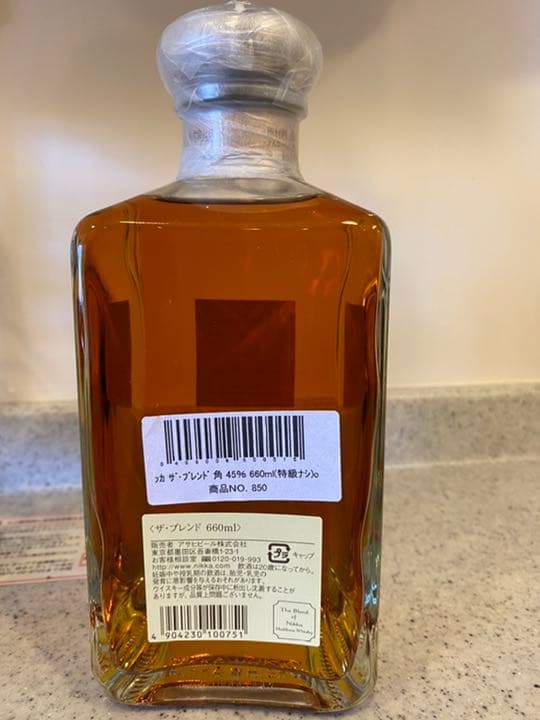 ッカ ザ・ブレンド 角 45% 660ml(特級ナシ)。
商品NO. 850
〈ザ・ブレンド 660ml〉
販売者 アサヒビール株式会社
東京都墨田区吾妻橋1-23-1
お客様相談室 0120-019-993
プラ キャップ
http://www.nikka.com 飲酒は20歳になってから。
妊娠中や授乳期の飲酒は、胎児・乳児の
発育に悪影響を与えるおそれがあります。
ウイスキー成分等が保存中に析出し沈澱することが
ありますが、品質上問題ございません。
The Blend
of
Nikka
Maltbase Whisky
4 904230 100751